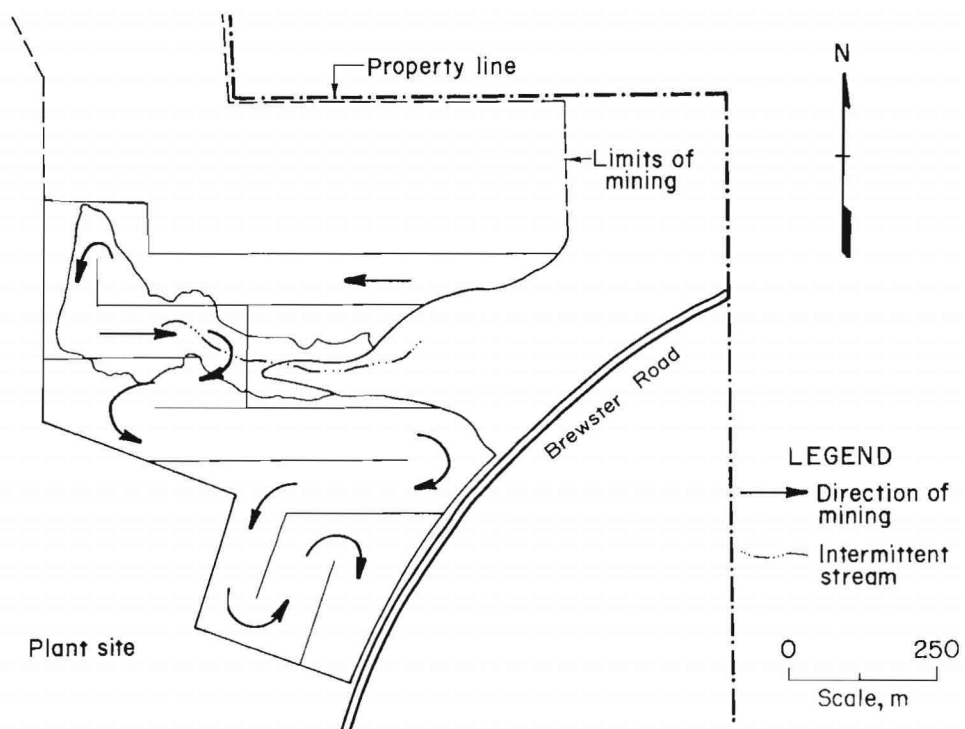 Property line
N
Limits of
mining
Brewster Road
LEGEND
Direction of
mining
Intermittent
stream
Plant site
0 250
Scale, m